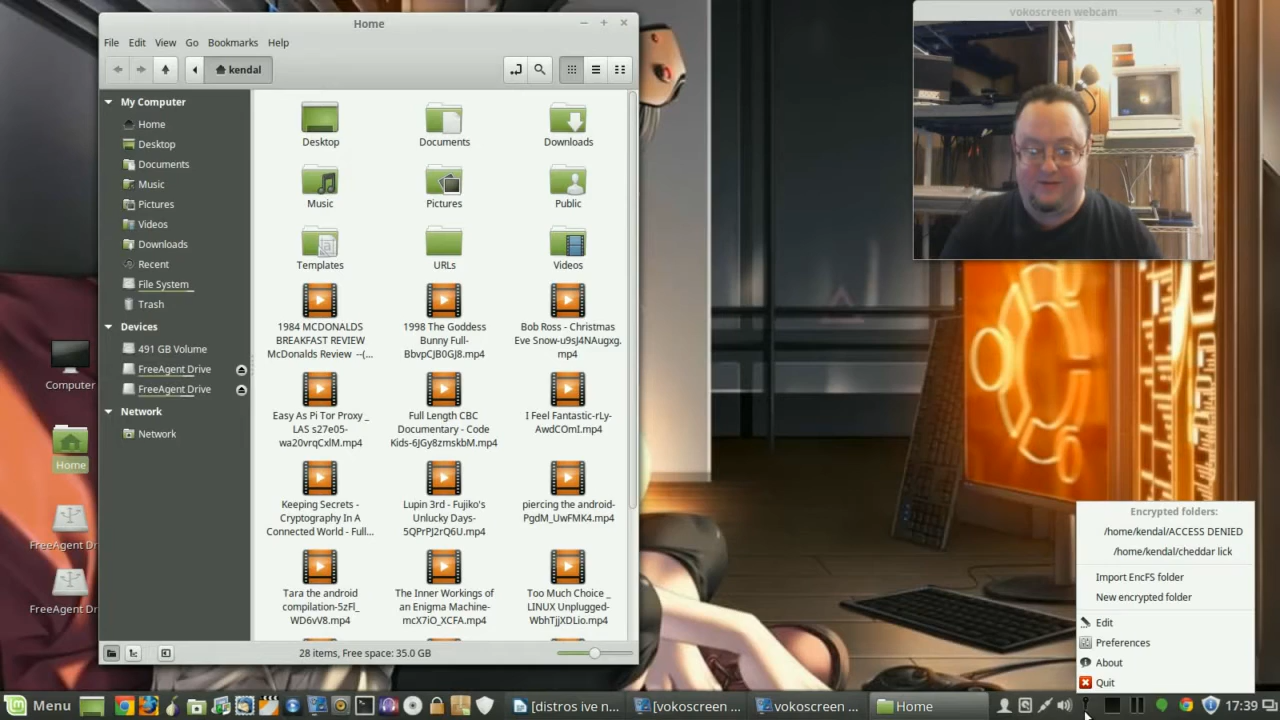 Home
File Edit View Go Bookmarks Help
kendal
My Computer
Home
Desktop
Documents
Music
Pictures
Videos
Downloads
Recent
File System
Trash
Devices
491 GB Volume
FreeAgent Drive
FreeAgent Drive
Network
Network
Desktop
Documents
Downloads
Music
Pictures
Public
Templates
URLs
Videos
1984 MCDONALDS
BREAKFAST REVIEW
McDonalds Review --(...
1998 The Goddess
Bunny Full-
BbvpCJB0GJ8.mp4
Bob Ross - Christmas
Eve Snow-u9sJ4NAugxg.
mp4
Easy As Pi Tor Proxy _
LAS s27e05-
wa20vrqCxlM.mp4
Full Length CBC
Documentary - Code
Kids-6JGy8zmskbM.mp4
I Feel Fantastic-rLy-
AwdCOmI.mp4
Keeping Secrets -
Cryptography In A
Connected World - Full...
Lupin 3rd - Fujiko's
Unlucky Days-
5QPrPJ2rQ6U.mp4
piercing the android-
PgdM_UwFMK4.mp4
Tara the android
compilation-5zFl_
WD6vV8.mp4
The Inner Workings of
an Enigma Machine-
mcX7iO_XCFA.mp4
Too Much Choice _
LINUX Unplugged-
WbhTjjXDLio.mp4
28 items, Free space: 35.0 GB
Computer
Home
FreeAgent Dr
FreeAgent Dr
vokoscreen webcam
Encrypted folders:
/home/kendal/ACCESS DENIED
/home/kendal/cheddar lick
Import EncFS folder
New encrypted folder
Edit
Preferences
About
Quit
Menu
[distros ive n...
[vokoscreen ...
vokoscreen ...
Home
17:39